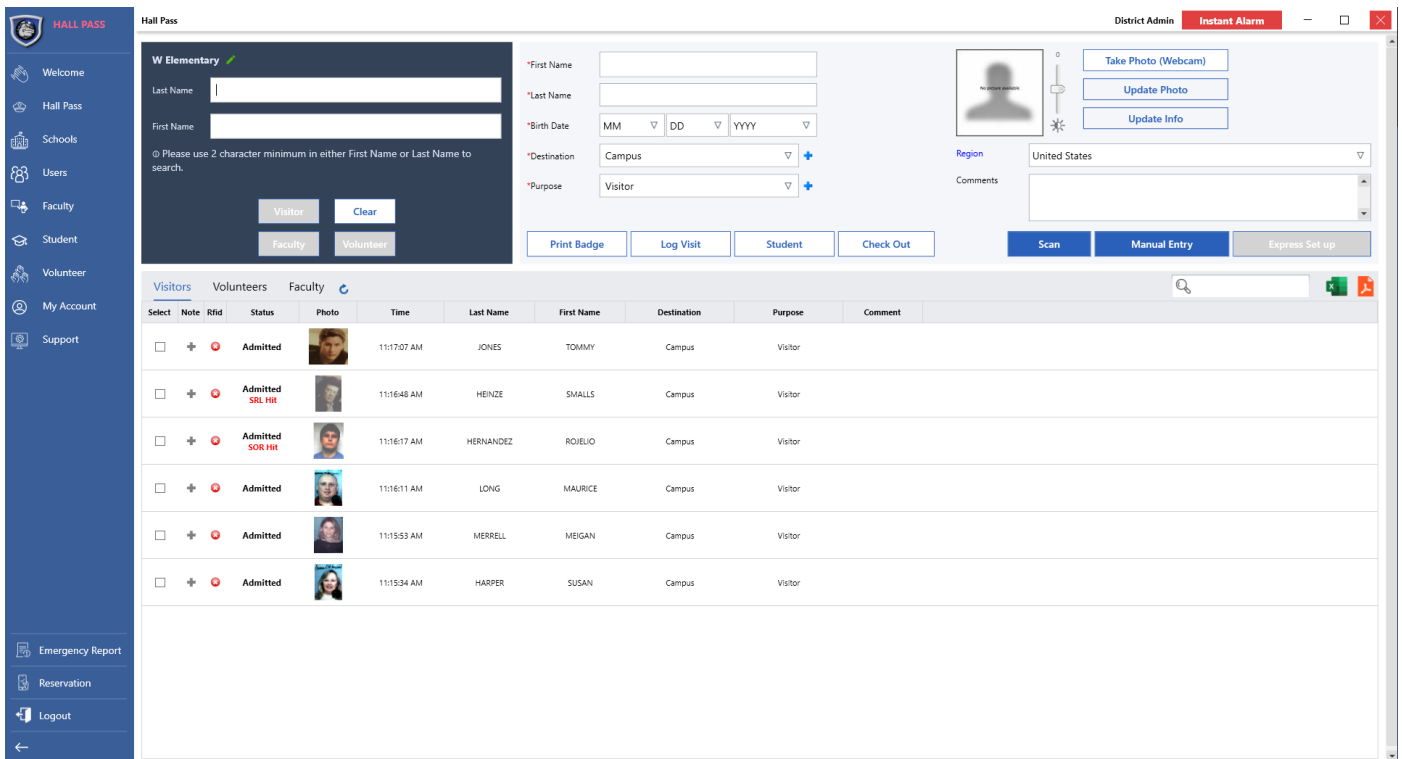 HALL PASS
Hall Pass
District Admin
Instant Alarm
Welcome
Hall Pass
Schools
Users
Faculty
Student
Volunteer
My Account
Support
Emergency Report
Reservation
Logout
W Elementary
Last Name
First Name
Please use 2 character minimum in either First Name or Last Name to
search.
Visitor
Clear
Faculty
Volunteer
*First Name
*Last Name
*Birth Date MM DD YYYY
*Destination Campus
*Purpose Visitor
Print Badge
Log Visit
Student
Check Out
No picture available
0
Take Photo (Webcam)
Update Photo
Update Info
Region United States
Comments
Scan
Manual Entry
Express Set up
Visitors Volunteers Faculty
Select Note Rfid Status Photo Time Last Name First Name Destination Purpose Comment
Admitted 11:17:07 AM JONES TOMMY Campus Visitor
Admitted
SRL Hit
11:16:48 AM HEINZE SMALLS Campus Visitor
Admitted
SOR Hit
11:16:17 AM HERNANDEZ ROJELIO Campus Visitor
Admitted 11:16:11 AM LONG MAURICE Campus Visitor
Admitted 11:15:53 AM MERRELL MEIGAN Campus Visitor
Admitted 11:15:34 AM HARPER SUSAN Campus Visitor